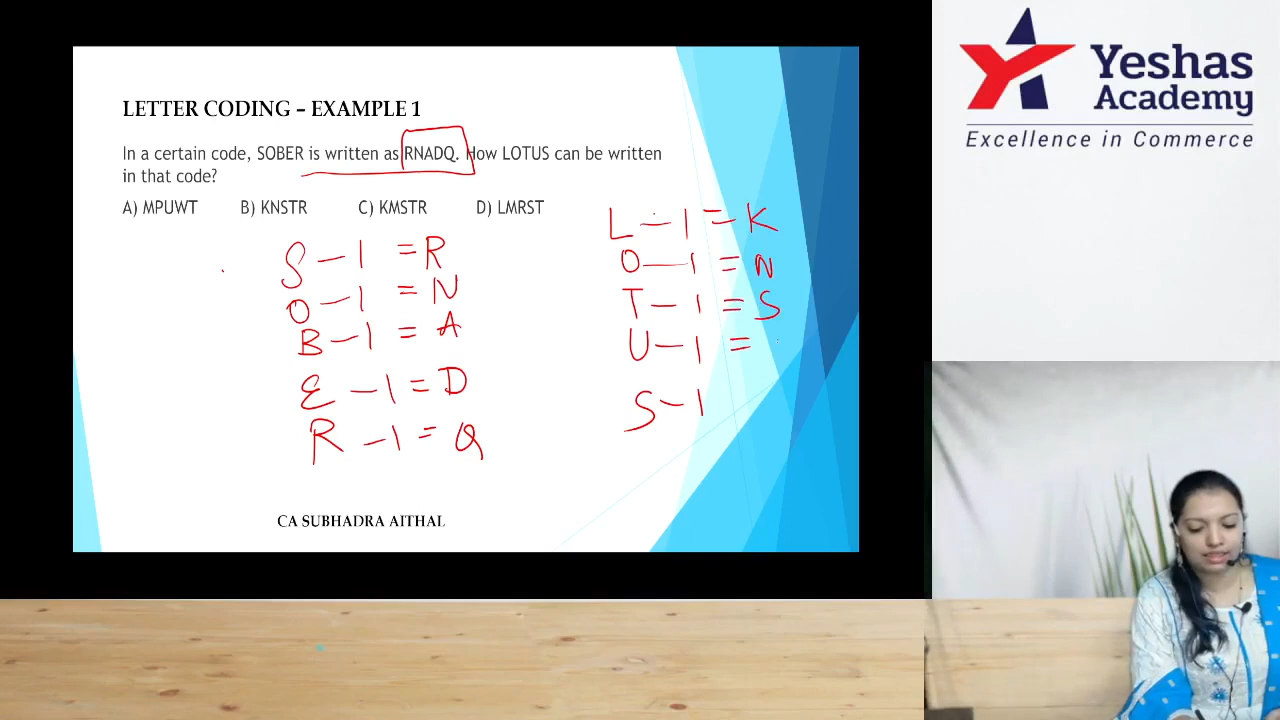 LETTER CODING – EXAMPLE 1
In a certain code, SOBER is written as RNADQ. How LOTUS can be written
in that code?
A) MPUWT B) KNSTR C) KMSTR D) LMRST
S – 1 = R
O – 1 = N
B – 1 = A
E – 1 = D
R – 1 = Q
L – 1 = K
O – 1 = N
T – 1 = S
U – 1 =
S – 1
CA SUBHADRA AITHAL
Yeshas
Academy
Excellence in Commerce